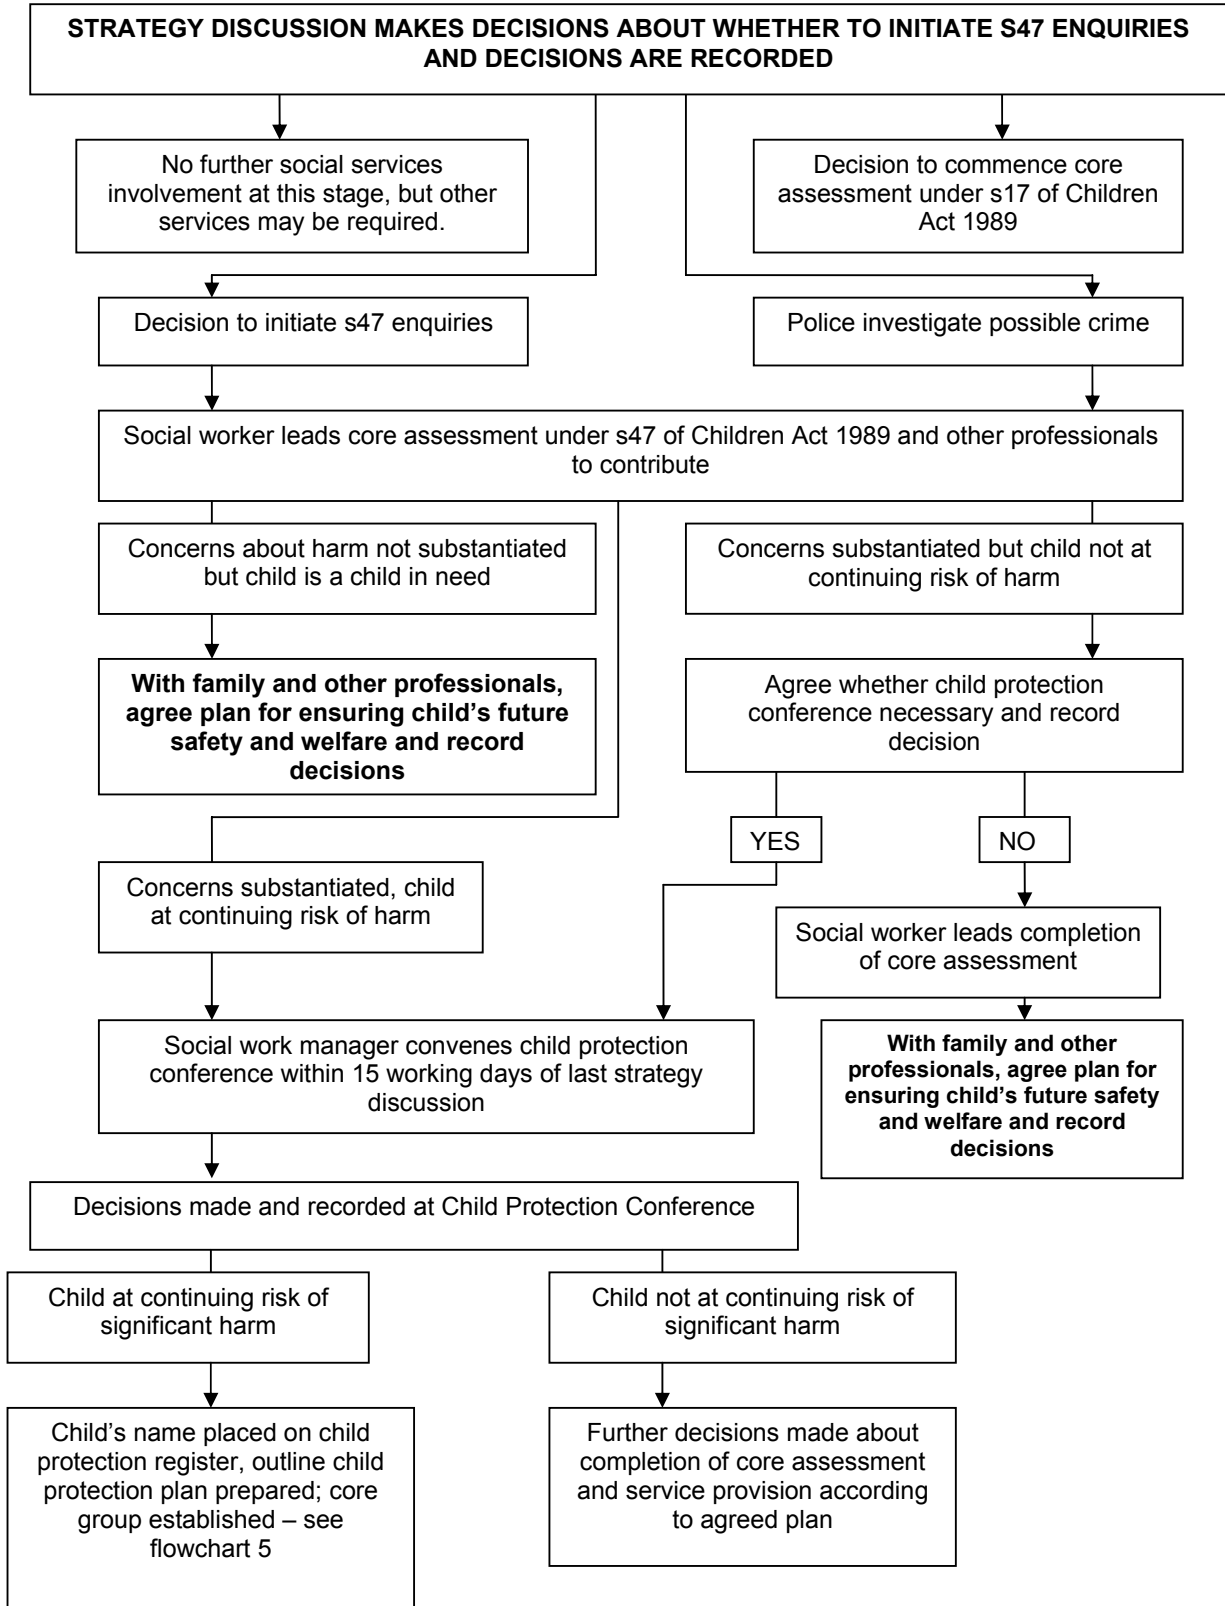 STRATEGY DISCUSSION MAKES DECISIONS ABOUT WHETHER TO INITIATE S47 ENQUIRIES
AND DECISIONS ARE RECORDED
No further social services
involvement at this stage, but other
services may be required.
Decision to commence core
assessment under s17 of Children
Act 1989
Decision to initiate s47 enquiries
Police investigate possible crime
Social worker leads core assessment under s47 of Children Act 1989 and other professionals
to contribute
Concerns about harm not substantiated
but child is a child in need
Concerns substantiated but child not at
continuing risk of harm
With family and other professionals,
agree plan for ensuring child’s future
safety and welfare and record
decisions
Agree whether child protection
conference necessary and record
decision
YES
NO
Concerns substantiated, child
at continuing risk of harm
Social worker leads completion
of core assessment
Social work manager convenes child protection
conference within 15 working days of last strategy
discussion
With family and other
professionals, agree plan for
ensuring child’s future safety
and welfare and record
decisions
Decisions made and recorded at Child Protection Conference
Child at continuing risk of
significant harm
Child not at continuing risk of
significant harm
Child’s name placed on child
protection register, outline child
protection plan prepared; core
group established – see
flowchart 5
Further decisions made about
completion of core assessment
and service provision according
to agreed plan